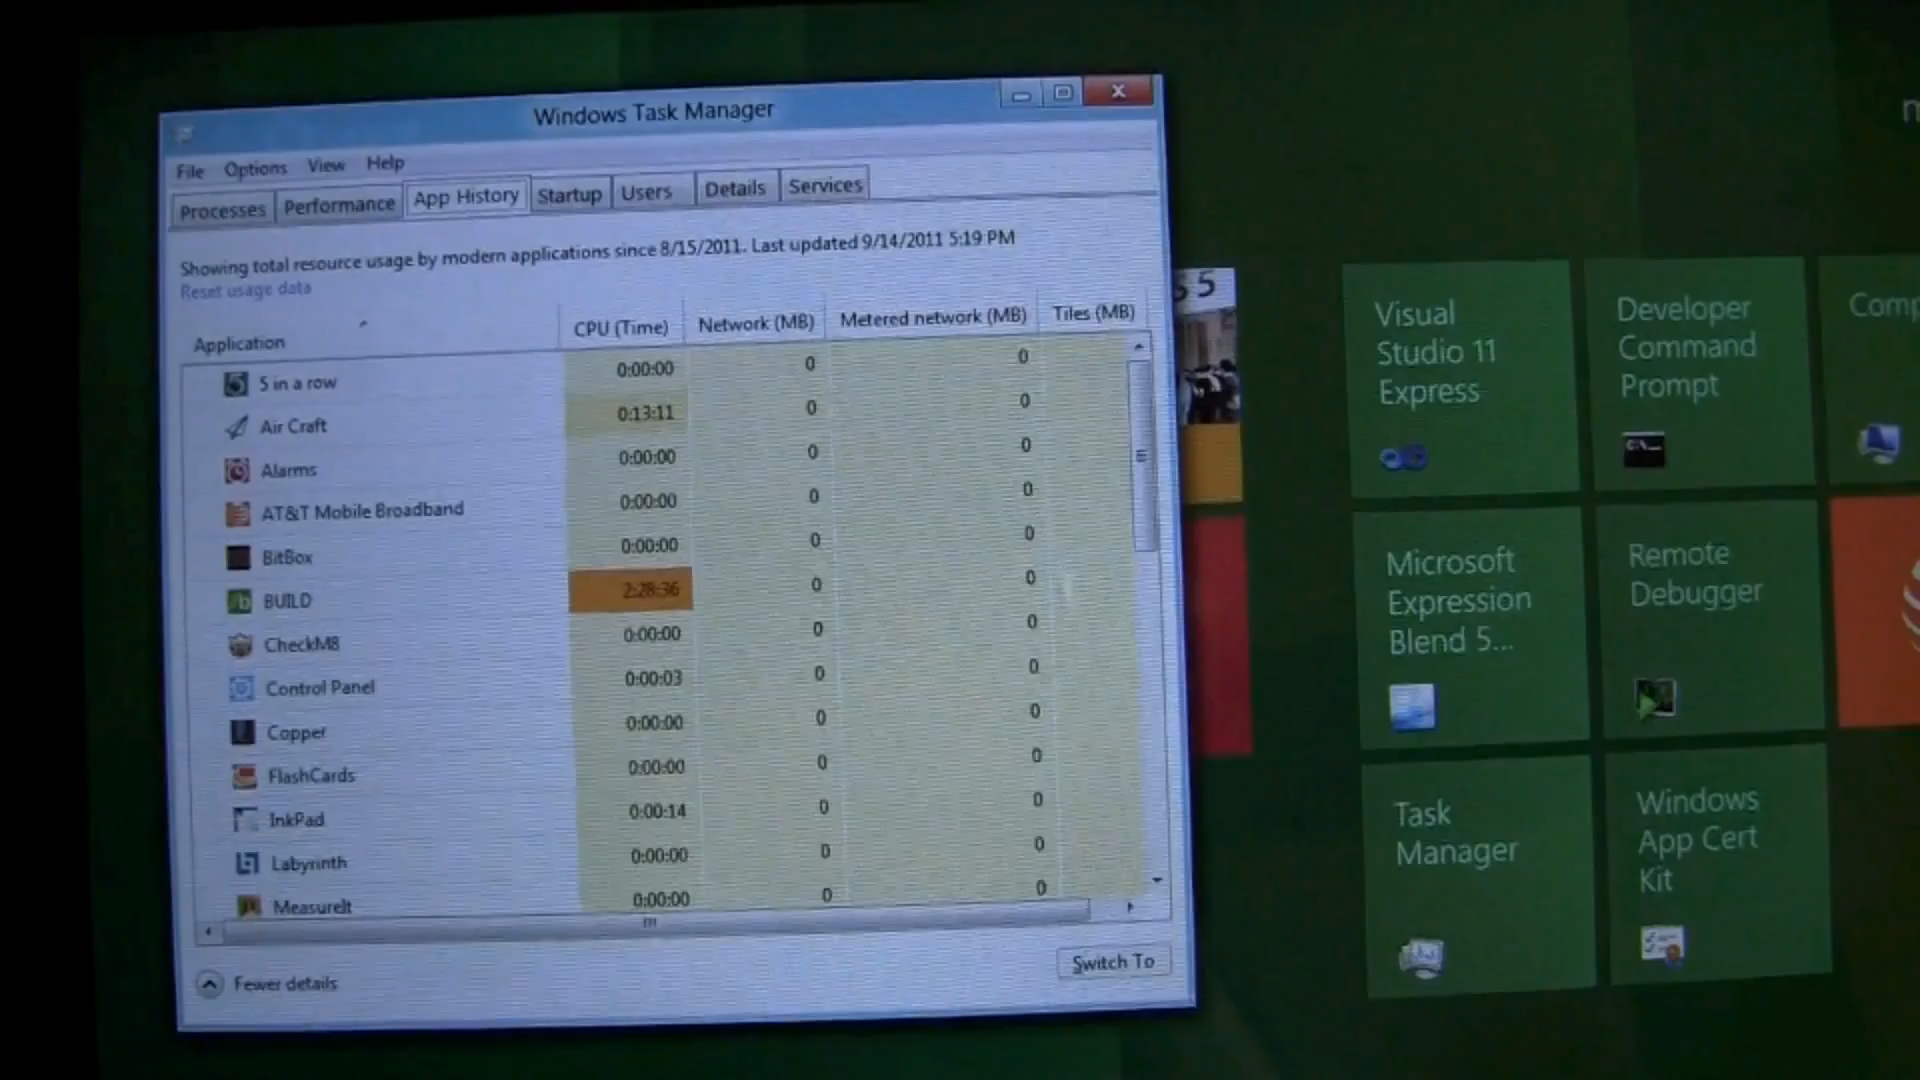 Windows Task Manager
File Options View Help
Processes Performance App History Startup Users Details Services
Showing total resource usage by modern applications since 8/15/2011. Last updated 9/14/2011 5:19 PM
Reset usage data
Application CPU (Time) Network (MB) Metered network (MB) Tiles (MB)
5 in a row 0:00:00 0 0
Air Craft 0:13:11 0 0
Alarms 0:00:00 0 0
AT&T Mobile Broadband 0:00:00 0 0
BitBox 0:00:00 0 0
BUILD 2:28:36 0 0
CheckM8 0:00:00 0 0
Control Panel 0:00:03 0 0
Copper 0:00:00 0 0
FlashCards 0:00:00 0 0
InkPad 0:00:14 0 0
Labyrinth 0:00:00 0 0
MeasureIt 0:00:00 0 0
Fewer details
Switch To
5
Visual
Studio 11
Express
Developer
Command
Prompt
C:\
Comp
Microsoft
Expression
Blend 5...
Remote
Debugger
Task
Manager
Windows
App Cert
Kit